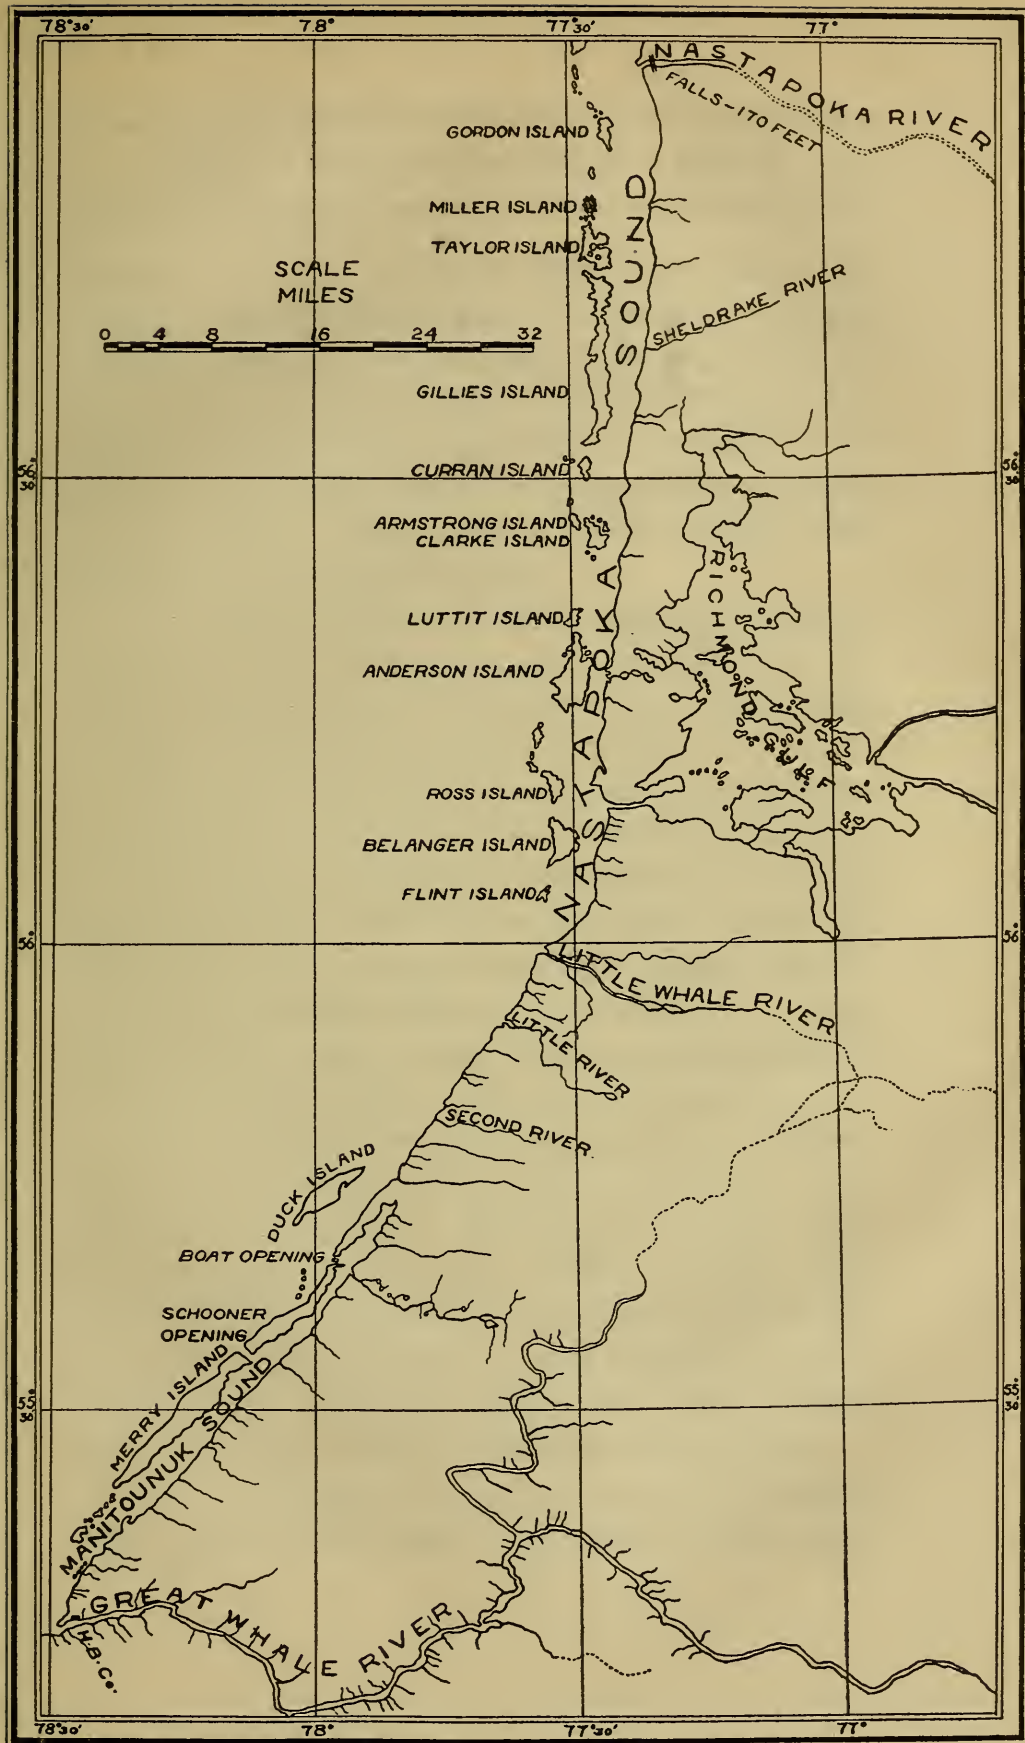 78°30' 78° 77°30' 77°
NASTAPOKA RIVER
FALLS-170 FEET
GORDON ISLAND
MILLER ISLAND
TAYLOR ISLAND
SCALE
MILES
0 4 8 16 24 32
SHELDRAKE RIVER
GILLIES ISLAND
CURRAN ISLAND
56°30' 56°30'
ARMSTRONG ISLAND
CLARKE ISLAND
LUTTIT ISLAND
ANDERSON ISLAND
RICHMOND GULF
ROSS ISLAND
BELANGER ISLAND
FLINT ISLAND
NASTAPOKA SOUND
56° 56°
LITTLE WHALE RIVER
LITTLE RIVER
SECOND RIVER
DUCK ISLAND
BOAT OPENING
SCHOONER
OPENING
MERRY ISLAND
55°30' 55°30'
MANITOUNUK SOUND
GREAT WHALE RIVER
H.B.Co.
78°30' 78° 77°30' 77°